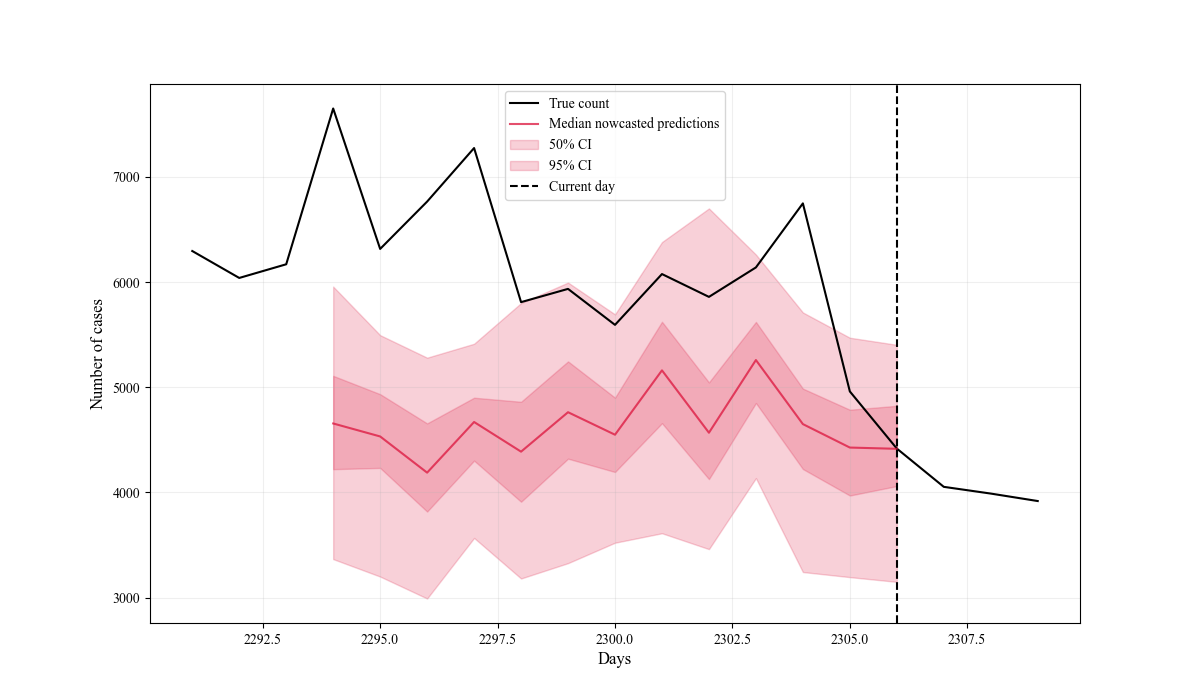 True count
Median nowcasted predictions
50% CI
95% CI
Current day
Number of cases
7000
6000
5000
4000
3000
2292.5
2295.0
2297.5
2300.0
2302.5
2305.0
2307.5
Days